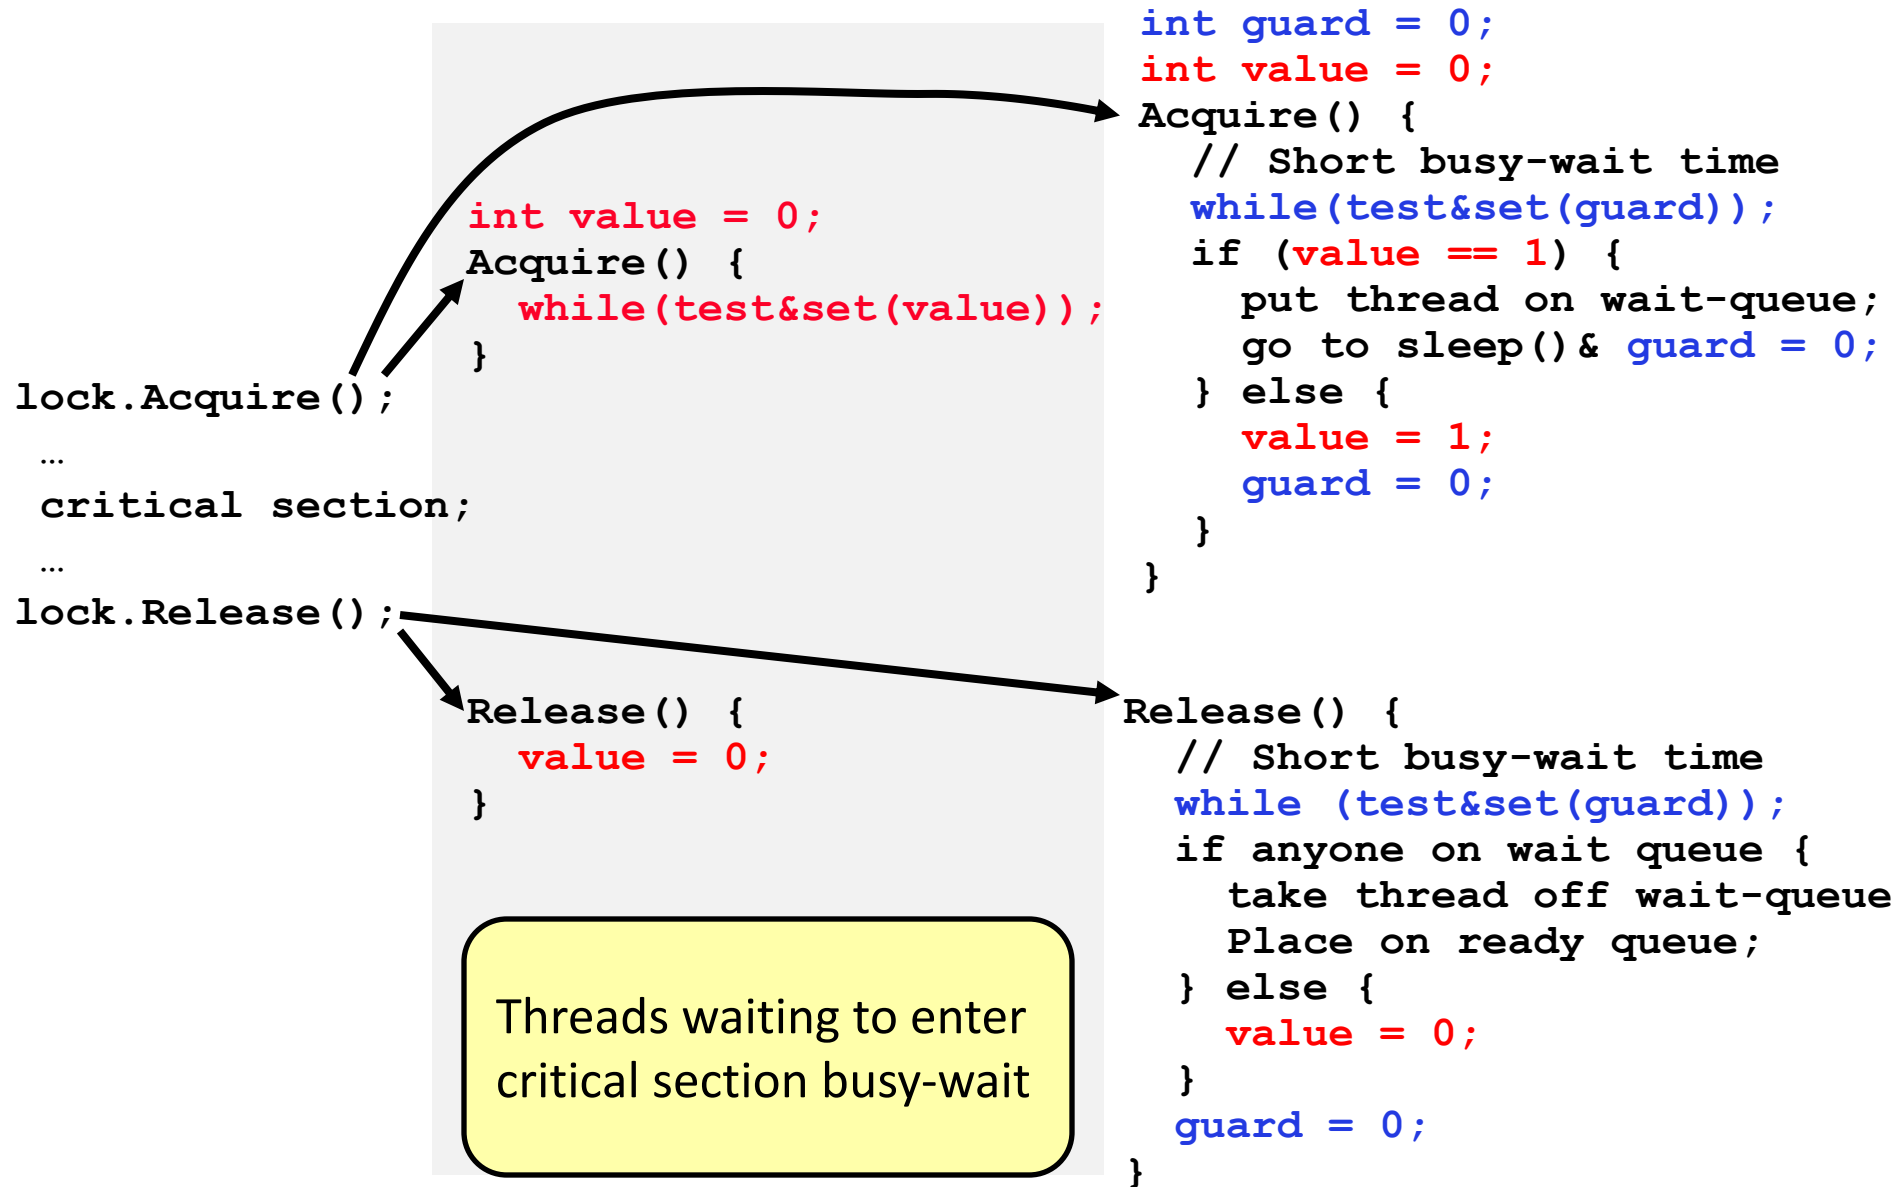 lock.Acquire();
…
critical section;
…
lock.Release();
int value = 0;
Acquire() {
while(test&set(value));
}
Release() {
value = 0;
}
Threads waiting to enter
critical section busy-wait
int guard = 0;
int value = 0;
Acquire() {
// Short busy-wait time
while(test&set(guard));
if (value == 1) {
put thread on wait-queue;
go to sleep()& guard = 0;
} else {
value = 1;
guard = 0;
}
}
Release() {
// Short busy-wait time
while (test&set(guard));
if anyone on wait queue {
take thread off wait-queue
Place on ready queue;
} else {
value = 0;
}
guard = 0;
}